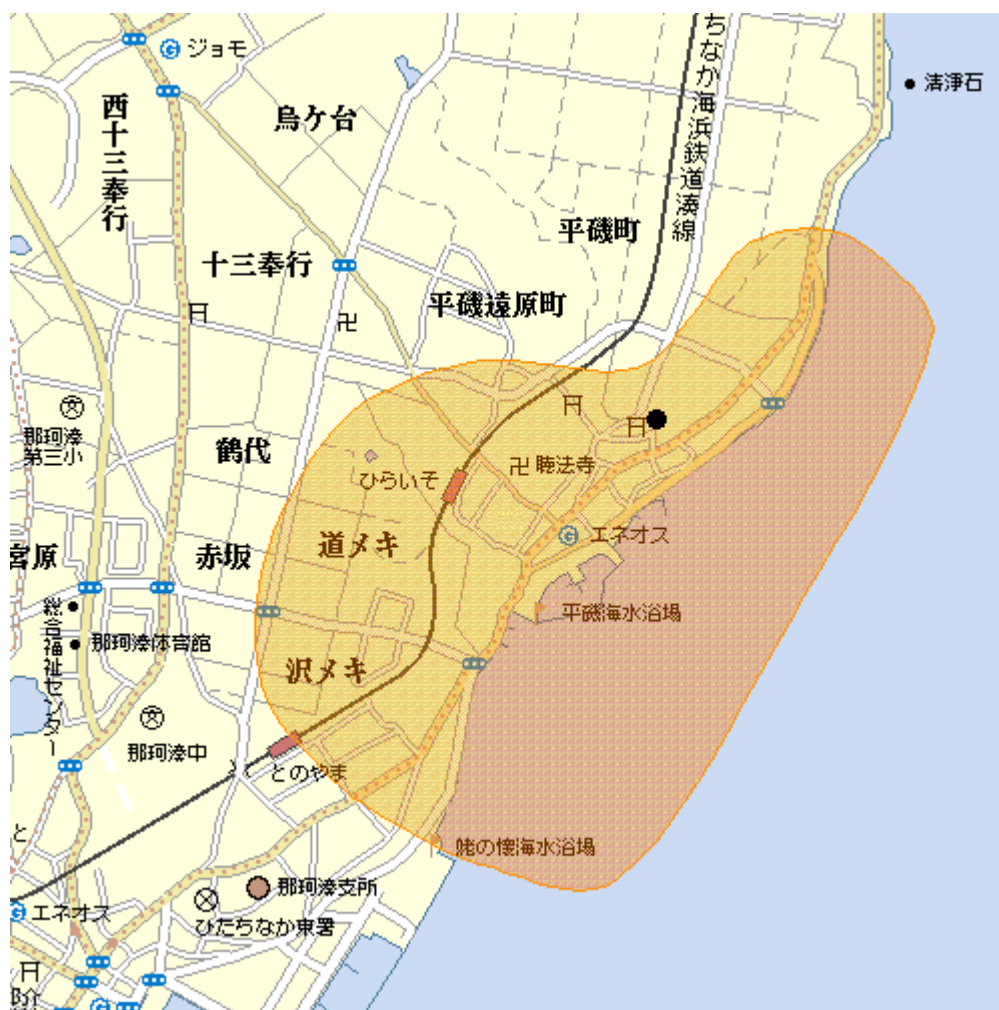 ジョモ
清浄石
ちなか海浜鉄道湊線
烏ケ台
西十三奉行
平磯町
十三奉行
平磯遠原町
那珂湊
第三小
鶴代
ひらいそ
卍 聴法寺
エネオス
道メキ
宮原
赤坂
平磯海水浴場
総合福祉センター
那珂湊体育館
沢メキ
那珂湊中
とのやま
と
姥の懐海水浴場
那珂湊支所
ひたちなか東署
エネオス